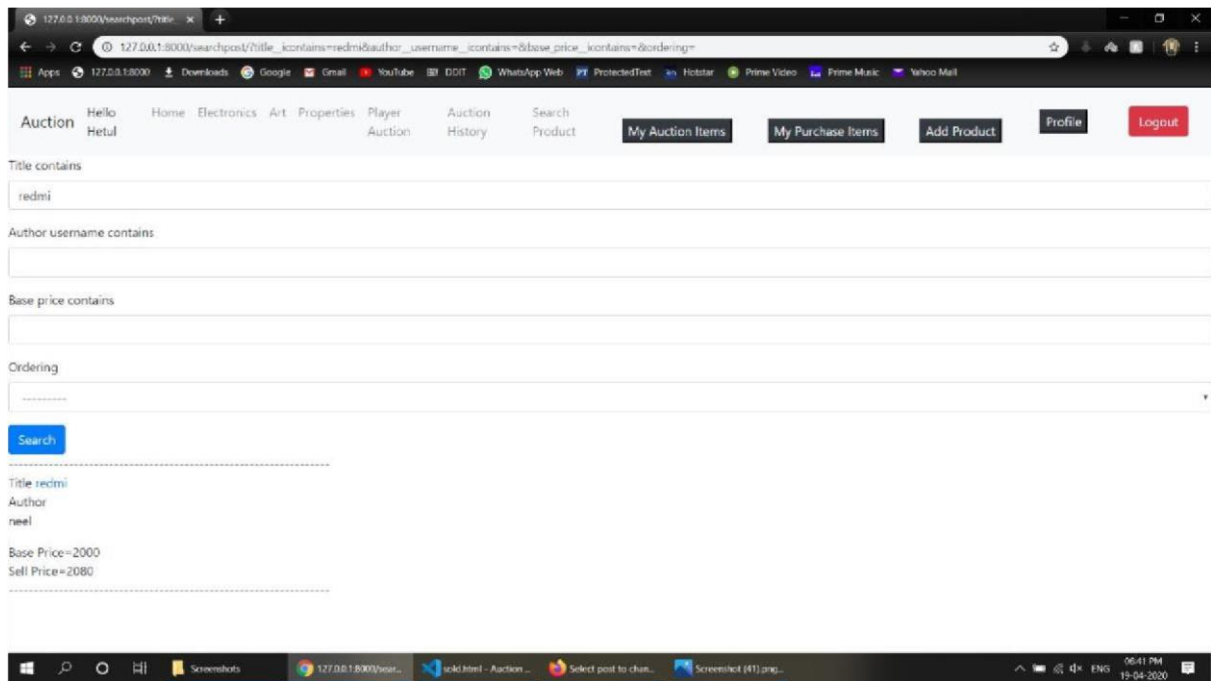 127.0.0.1:8000/searchpost/?title_ × +
127.0.0.1:8000/searchpost/?title__icontains=redmi&author__username__icontains=&base_price__icontains=&ordering=
Apps 127.0.0.1:8000 Downloads Google Gmail YouTube DDIT WhatsApp Web ProtectedText Hotstar Prime Video Prime Music Yahoo Mail
Auction Hello Hetul Home Electronics Art Properties Player Auction Auction History Search Product My Auction Items My Purchase Items Add Product Profile Logout
Title contains
redmi
Author username contains
Base price contains
Ordering
---------
Search
----------------------------------------------------------------
Title redmi
Author
neel
Base Price=2000
Sell Price=2080
----------------------------------------------------------------
Screenshots 127.0.0.1:8000/sear... sold.html - Auction ... Select post to chan... Screenshot (41).png... ENG 06:41 PM
19-04-2020